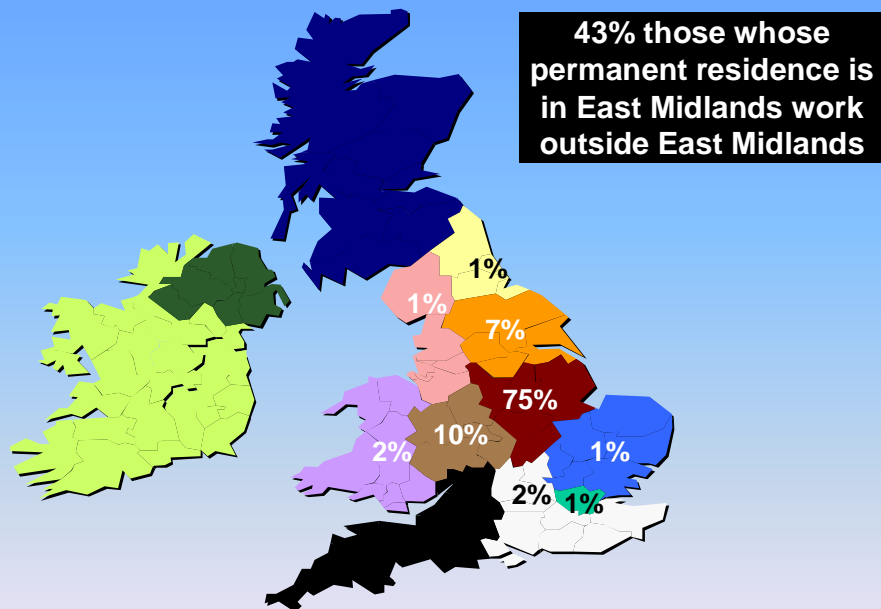 43% those whose
permanent residence is
in East Midlands work
outside East Midlands
1%
1%
7%
75%
10%
2%
1%
2%
1%